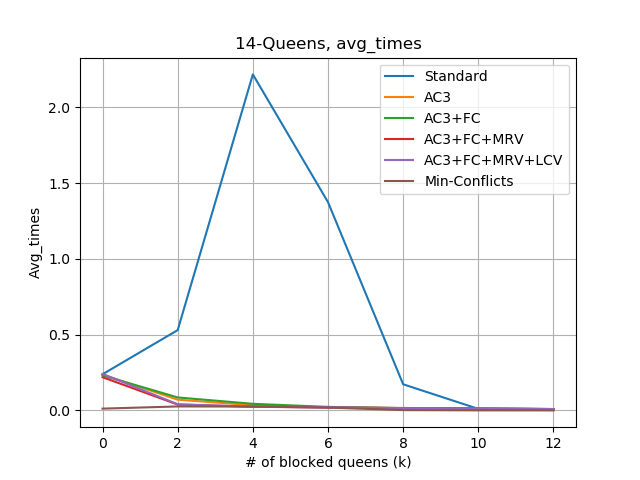 14-Queens, avg_times
Standard
AC3
AC3+FC
AC3+FC+MRV
AC3+FC+MRV+LCV
Min-Conflicts
Avg_times
2.0
1.5
1.0
0.5
0.0
0 2 4 6 8 10 12
# of blocked queens (k)